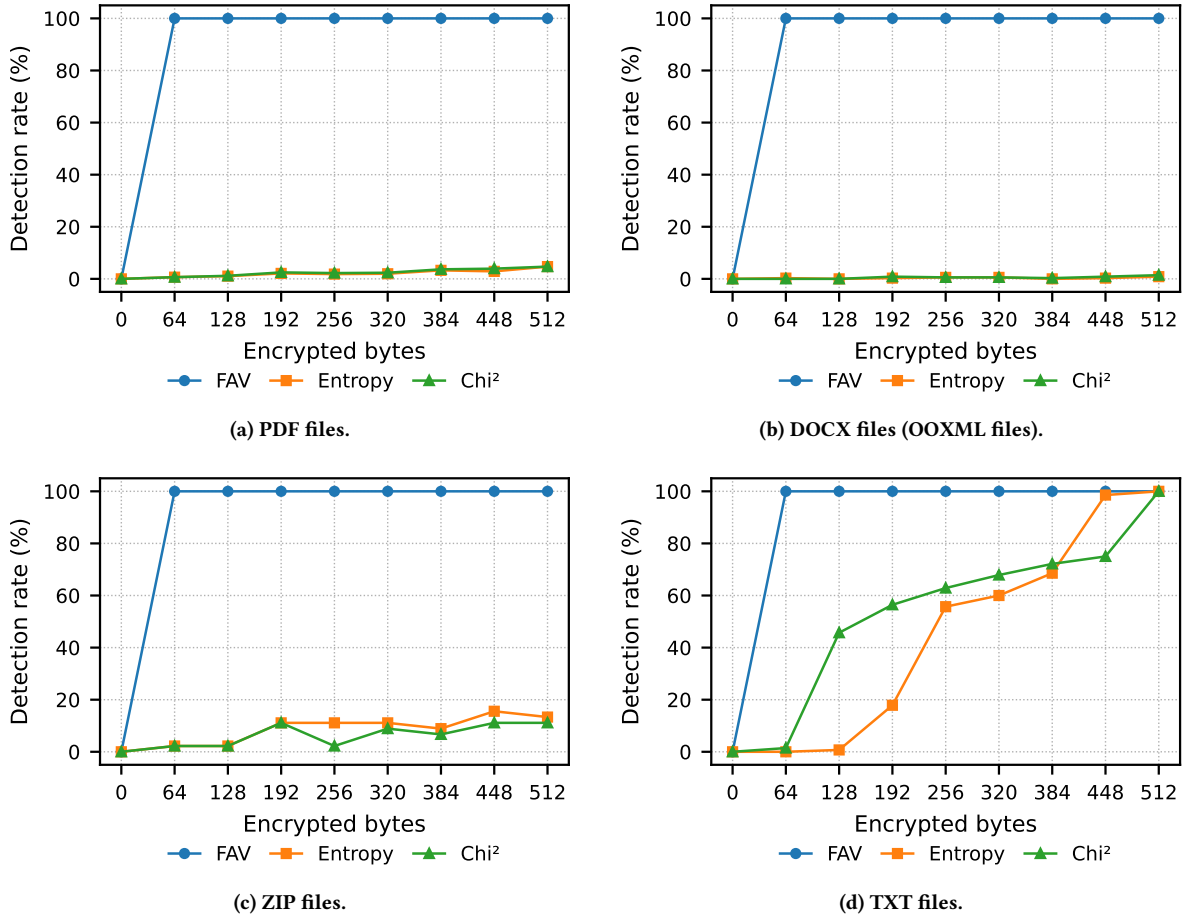 100
80
60
40
20
0
Detection rate (%)
0 64 128 192 256 320 384 448 512
Encrypted bytes
FAV Entropy Chi²
(a) PDF files.
100
80
60
40
20
0
Detection rate (%)
0 64 128 192 256 320 384 448 512
Encrypted bytes
FAV Entropy Chi²
(b) DOCX files (OOXML files).
100
80
60
40
20
0
Detection rate (%)
0 64 128 192 256 320 384 448 512
Encrypted bytes
FAV Entropy Chi²
(c) ZIP files.
100
80
60
40
20
0
Detection rate (%)
0 64 128 192 256 320 384 448 512
Encrypted bytes
FAV Entropy Chi²
(d) TXT files.